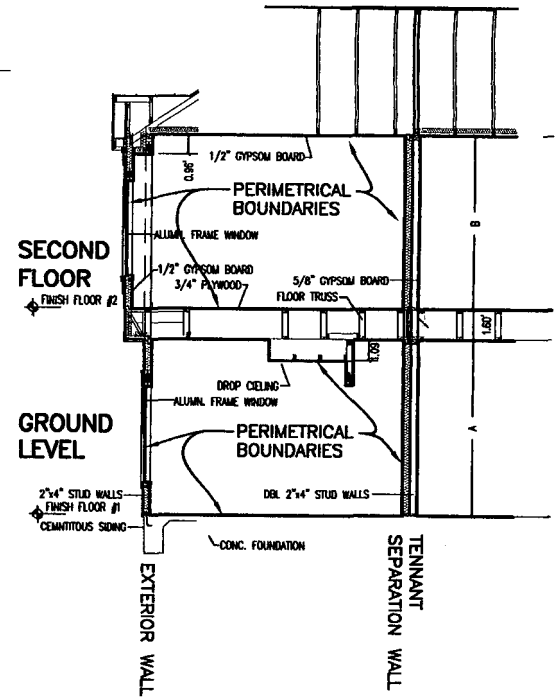 1/2" GYPSOM BOARD
0.96'
PERIMETRICAL
BOUNDARIES
B
ALUMN. FRAME WINDOW
SECOND
FLOOR
1/2" GYPSOM BOARD
3/4" PLYWOOD
5/8" GYPSOM BOARD
FLOOR TRUSS
FINISH FLOOR #2
1.60'
1.09'
DROP CIELING
ALUMN. FRAME WINDOW
GROUND
LEVEL
PERIMETRICAL
BOUNDARIES
A
2"x4" STUD WALLS
DBL 2"x4" STUD WALLS
FINISH FLOOR #1
CEMNTITOUS SIDING
CONC. FOUNDATION
EXTERIOR WALL
TENNANT
SEPARATION WALL